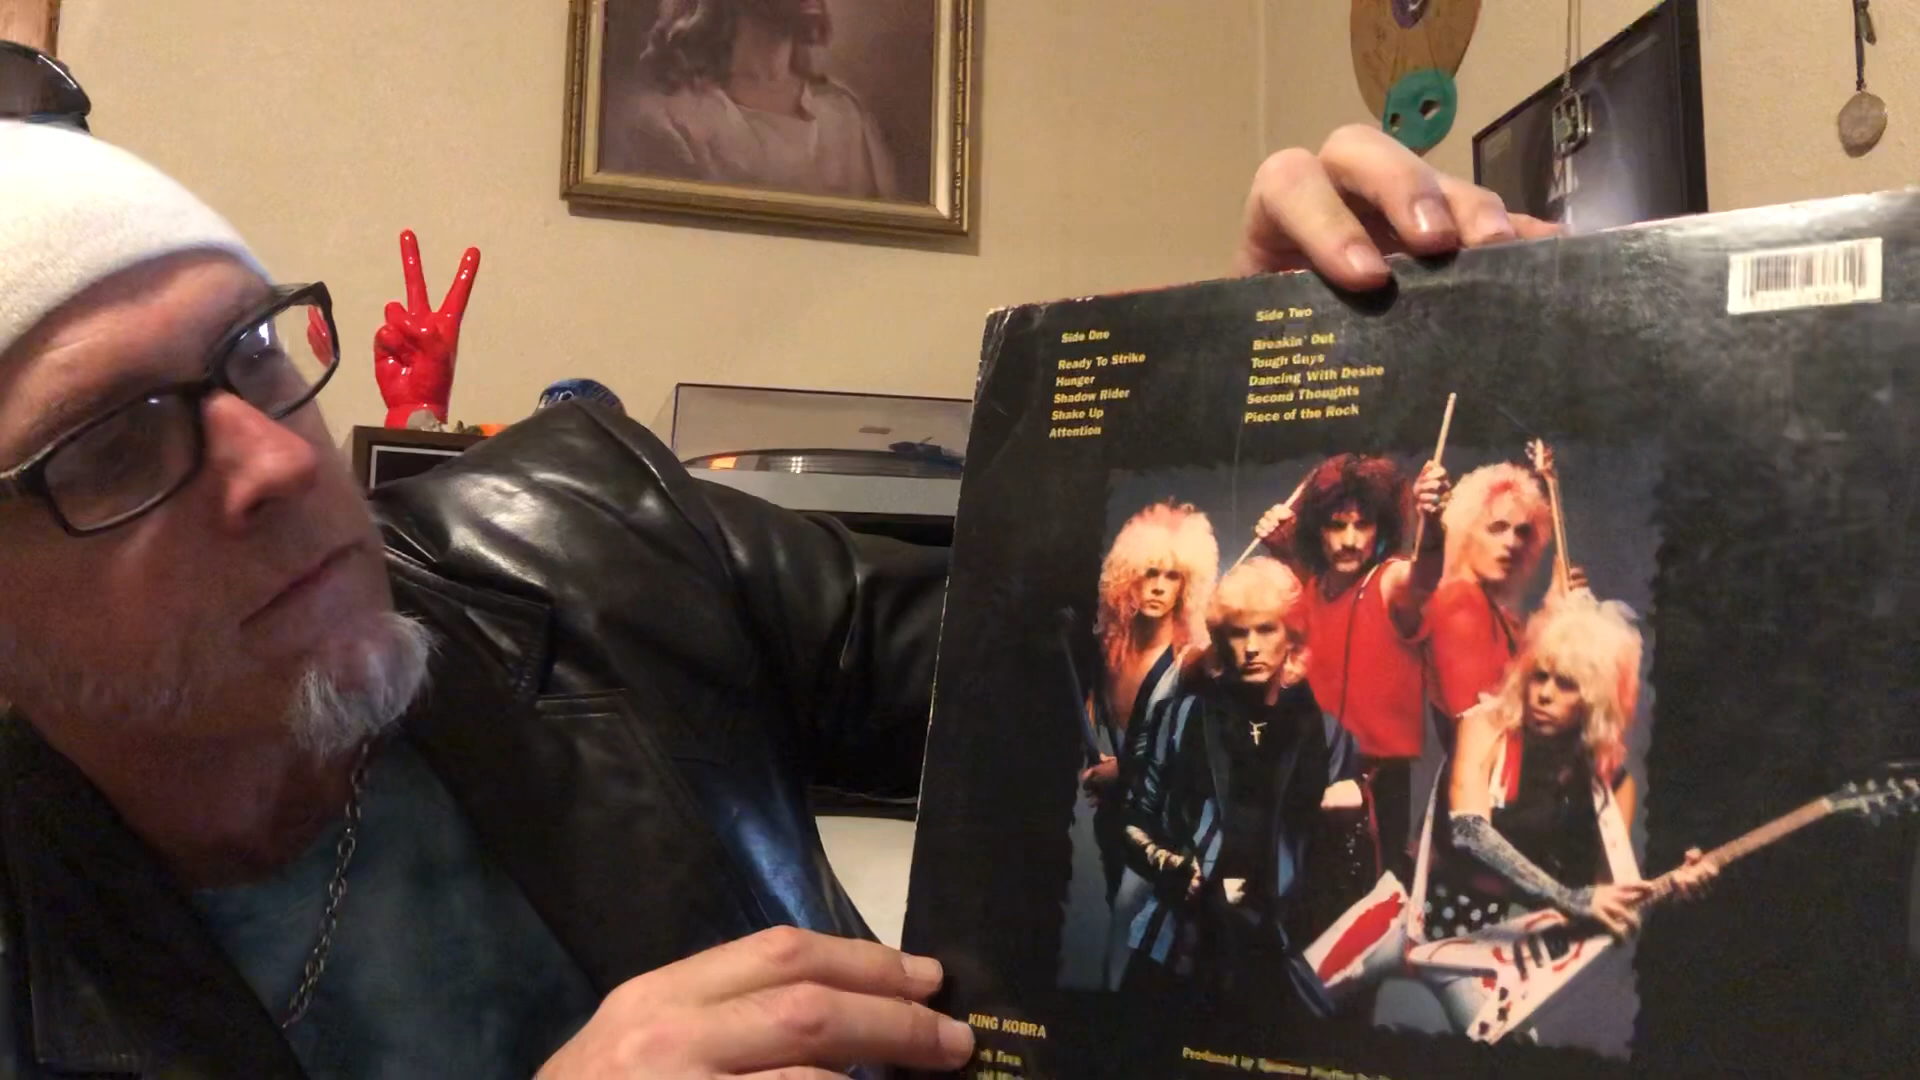 Side One
Ready To Strike
Hunger
Shadow Rider
Shake Up
Attention
Side Two
Breakin' Out
Tough Guys
Dancing With Desire
Second Thoughts
Piece of the Rock
KING KOBRA
Produced by